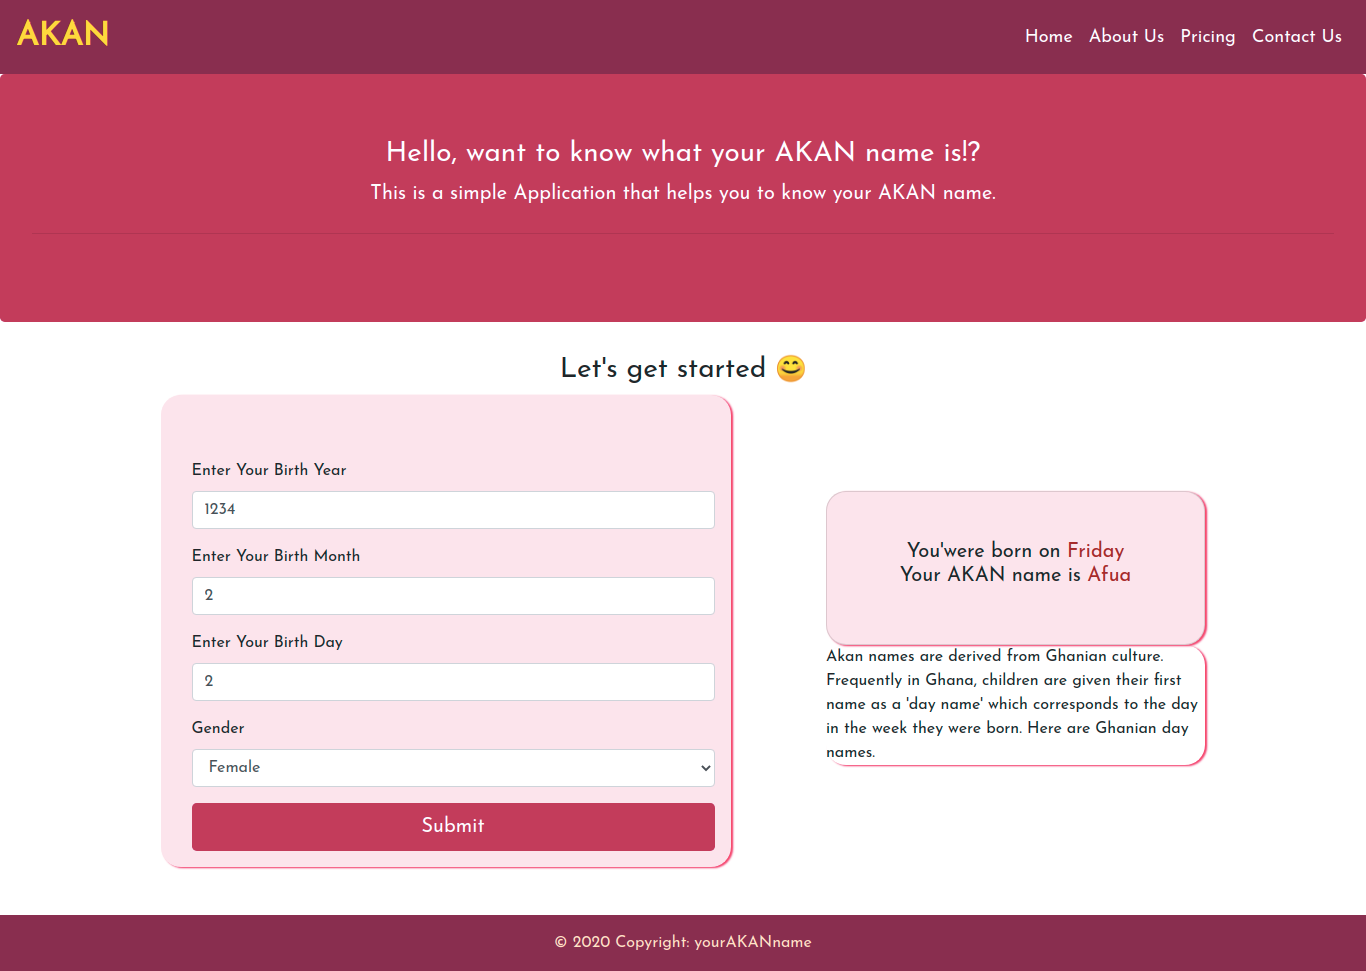 AKAN
Home About Us Pricing Contact Us
Hello, want to know what your AKAN name is!?
This is a simple Application that helps you to know your AKAN name.
Let's get started 😊
Enter Your Birth Year
1234
Enter Your Birth Month
2
Enter Your Birth Day
2
Gender
Female
Submit
You'were born on Friday
Your AKAN name is Afua
Akan names are derived from Ghanian culture.
Frequently in Ghana, children are given their first
name as a 'day name' which corresponds to the day
in the week they were born. Here are Ghanian day
names.
© 2020 Copyright: yourAKANname